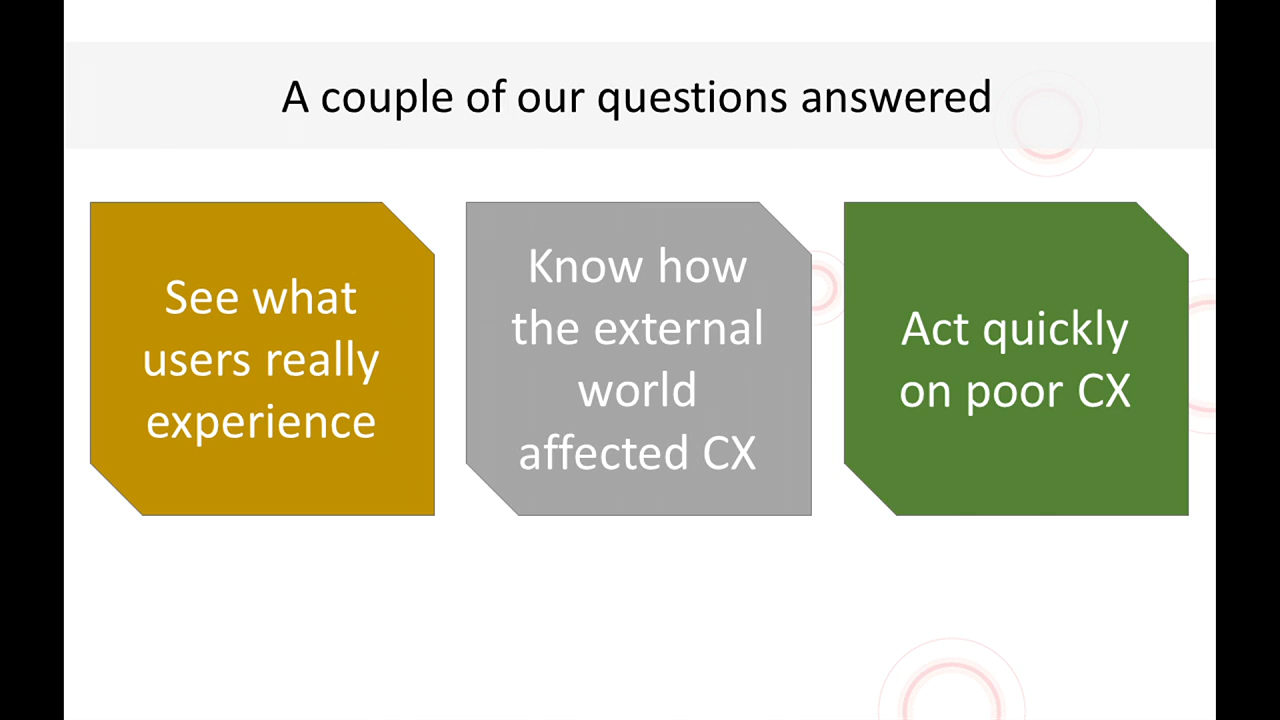 A couple of our questions answered
See what
users really
experience
Know how
the external
world
affected CX
Act quickly
on poor CX